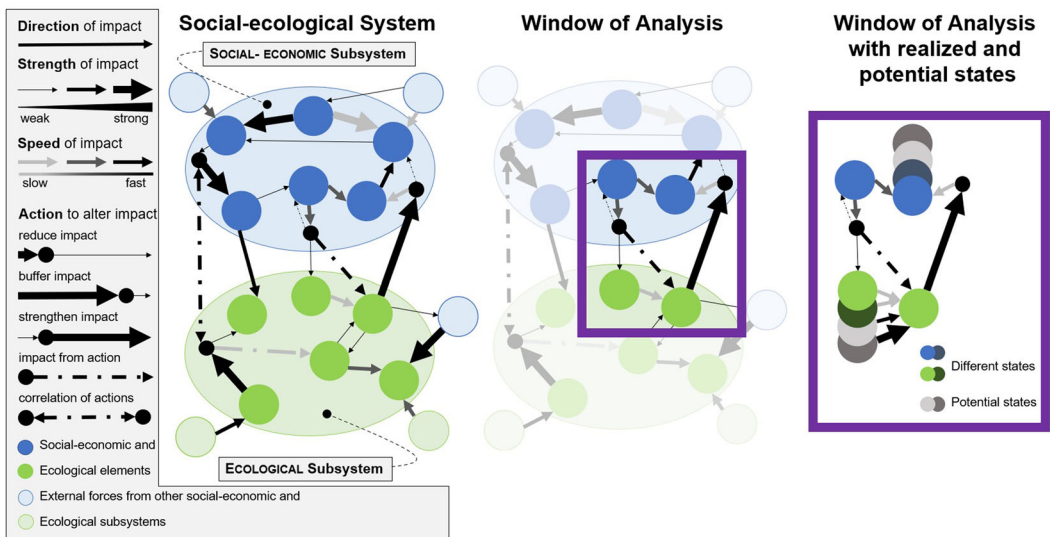 Direction of impact
Strength of impact
weak strong
Speed of impact
slow fast
Action to alter impact
reduce impact
buffer impact
strengthen impact
impact from action
correlation of actions
Social-economic and
Ecological elements
External forces from other social-economic and
Ecological subsystems
Social-ecological System
SOCIAL- ECONOMIC Subsystem
ECOLOGICAL Subsystem
Window of Analysis
Window of Analysis
with realized and
potential states
Different states
Potential states